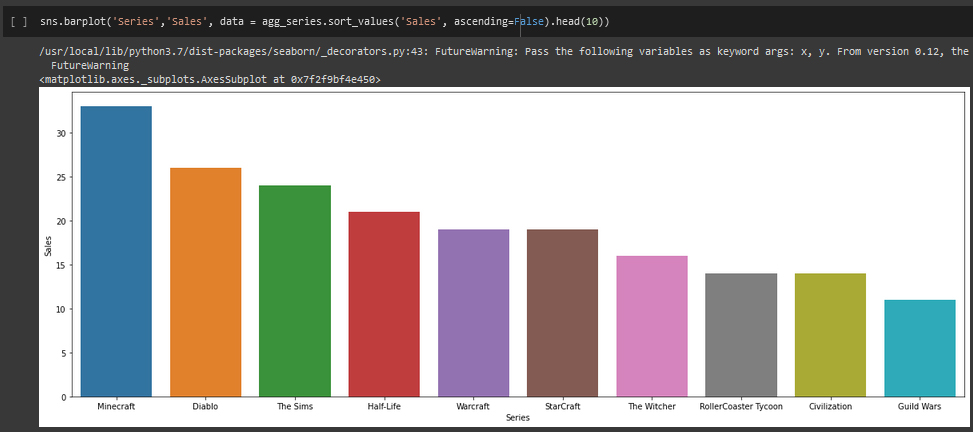 [ ] sns.barplot('Series','Sales', data = agg_series.sort_values('Sales', ascending=False).head(10))
/usr/local/lib/python3.7/dist-packages/seaborn/_decorators.py:43: FutureWarning: Pass the following variables as keyword args: x, y. From version 0.12, the
FutureWarning
<matplotlib.axes._subplots.AxesSubplot at 0x7f2f9bf4e450>
30
25
20
15
10
5
0
Sales
Minecraft Diablo The Sims Half-Life Warcraft StarCraft The Witcher RollerCoaster Tycoon Civilization Guild Wars
Series